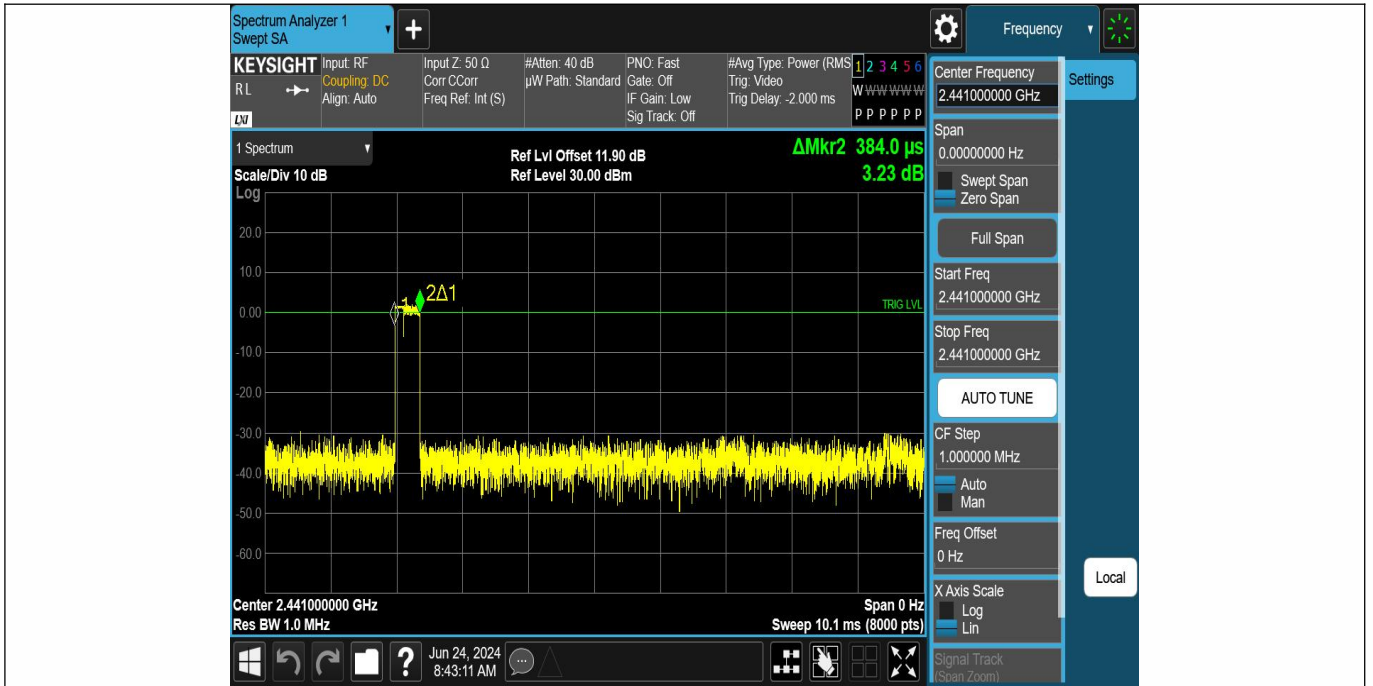 Spectrum Analyzer 1
Swept SA
+
Frequency
KEYSIGHT
R L
LXI
Input: RF
Coupling: DC
Align: Auto
Input Z: 50 Ω
Corr CCorr
Freq Ref: Int (S)
#Atten: 40 dB
µW Path: Standard
PNO: Fast
Gate: Off
IF Gain: Low
Sig Track: Off
#Avg Type: Power (RMS
Trig: Video
Trig Delay: -2.000 ms
1 2 3 4 5 6
W W W W W W
P P P P P P
1 Spectrum
Scale/Div 10 dB
Ref Lvl Offset 11.90 dB
Ref Level 30.00 dBm
ΔMkr2 384.0 µs
3.23 dB
Log
20.0
10.0
0.00
-10.0
-20.0
-30.0
-40.0
-50.0
-60.0
1
2Δ1
TRIG LVL
Center 2.441000000 GHz
Res BW 1.0 MHz
Span 0 Hz
Sweep 10.1 ms (8000 pts)
Center Frequency
2.441000000 GHz
Settings
Span
0.00000000 Hz
Swept Span
Zero Span
Full Span
Start Freq
2.441000000 GHz
Stop Freq
2.441000000 GHz
AUTO TUNE
CF Step
1.000000 MHz
Auto
Man
Freq Offset
0 Hz
X Axis Scale
Log
Lin
Signal Track
(Span Zoom)
Local
?
Jun 24, 2024
8:43:11 AM